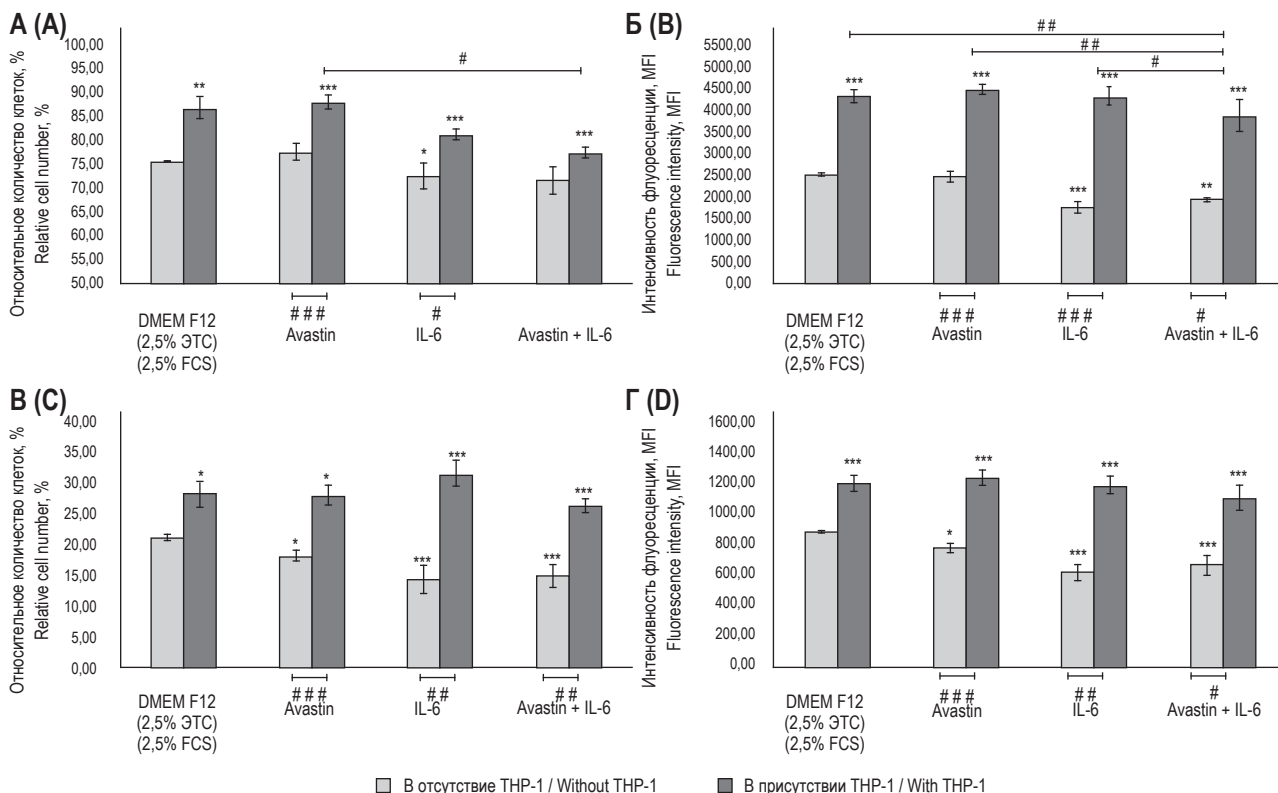 А (A)
Относительное количество клеток, %
Relative cell number, %
100,00
95,00
90,00
85,00
80,00
75,00
70,00
65,00
60,00
55,00
50,00
**
***
*
***
***
#
# # #
#
DMEM F12
(2,5% ЭТС)
(2,5% FCS)
Avastin
IL-6
Avastin + IL-6
Б (B)
Интенсивность флуоресценции, MFI
Fluorescence intensity, MFI
5500,00
5000,00
4500,00
4000,00
3500,00
3000,00
2500,00
2000,00
1500,00
1000,00
500,00
0,00
# #
# #
#
***
***
***
***
***
**
# # #
# # #
#
DMEM F12
(2,5% ЭТС)
(2,5% FCS)
Avastin
IL-6
Avastin + IL-6
В (C)
Относительное количество клеток, %
Relative cell number, %
40,00
35,00
30,00
25,00
20,00
15,00
10,00
5,00
0,00
*
*
*
***
***
***
***
# # #
# #
# #
DMEM F12
(2,5% ЭТС)
(2,5% FCS)
Avastin
IL-6
Avastin + IL-6
Г (D)
Интенсивность флуоресценции, MFI
Fluorescence intensity, MFI
1600,00
1400,00
1200,00
1000,00
800,00
600,00
400,00
200,00
0,00
***
*
***
***
***
***
***
# # #
# #
#
DMEM F12
(2,5% ЭТС)
(2,5% FCS)
Avastin
IL-6
Avastin + IL-6
В отсутствие THP-1 / Without THP-1
В присутствии THP-1 / With THP-1